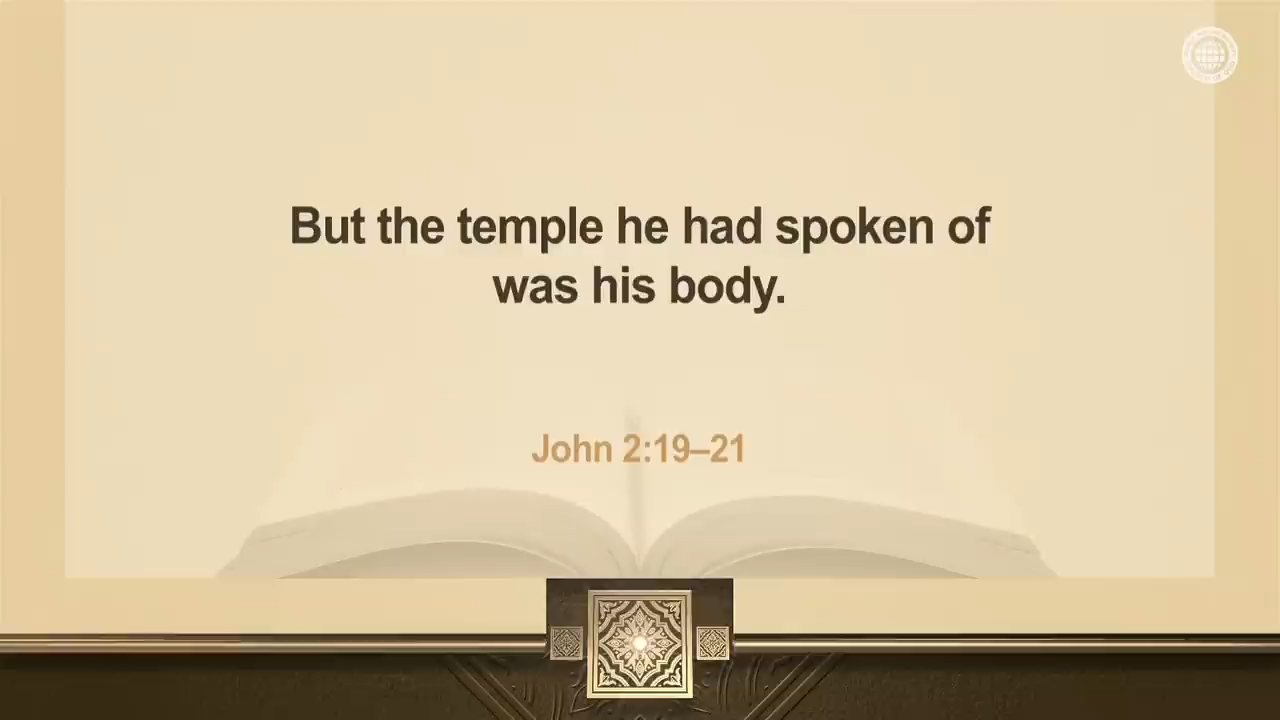 But the temple he had spoken of
was his body.
John 2:19–21